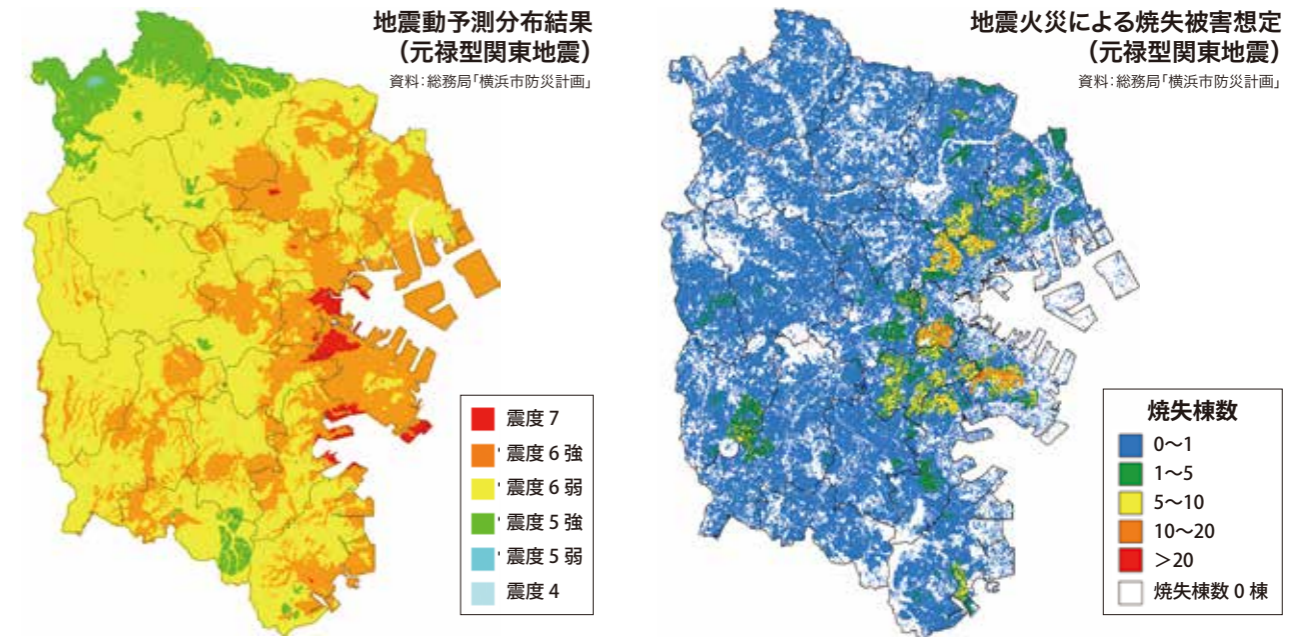 地震動予測分布結果
（元禄型関東地震）
資料：総務局「横浜市防災計画」
震度 7
震度 6 強
震度 6 弱
震度 5 強
震度 5 弱
震度 4
地震火災による焼失被害想定
（元禄型関東地震）
資料：総務局「横浜市防災計画」
焼失棟数
0〜1
1〜5
5〜10
10〜20
＞20
焼失棟数 0 棟